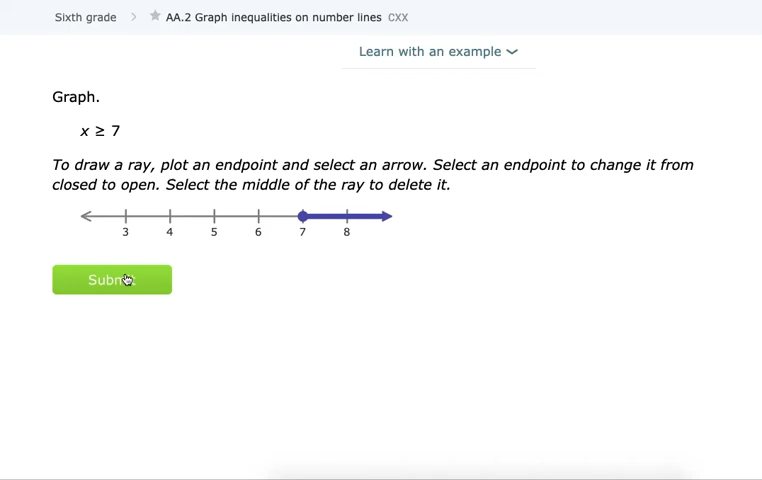 Sixth grade > AA.2 Graph inequalities on number lines CXX
Learn with an example
Graph.
x ≥ 7
To draw a ray, plot an endpoint and select an arrow. Select an endpoint to change it from
closed to open. Select the middle of the ray to delete it.
3 4 5 6 7 8
Submit